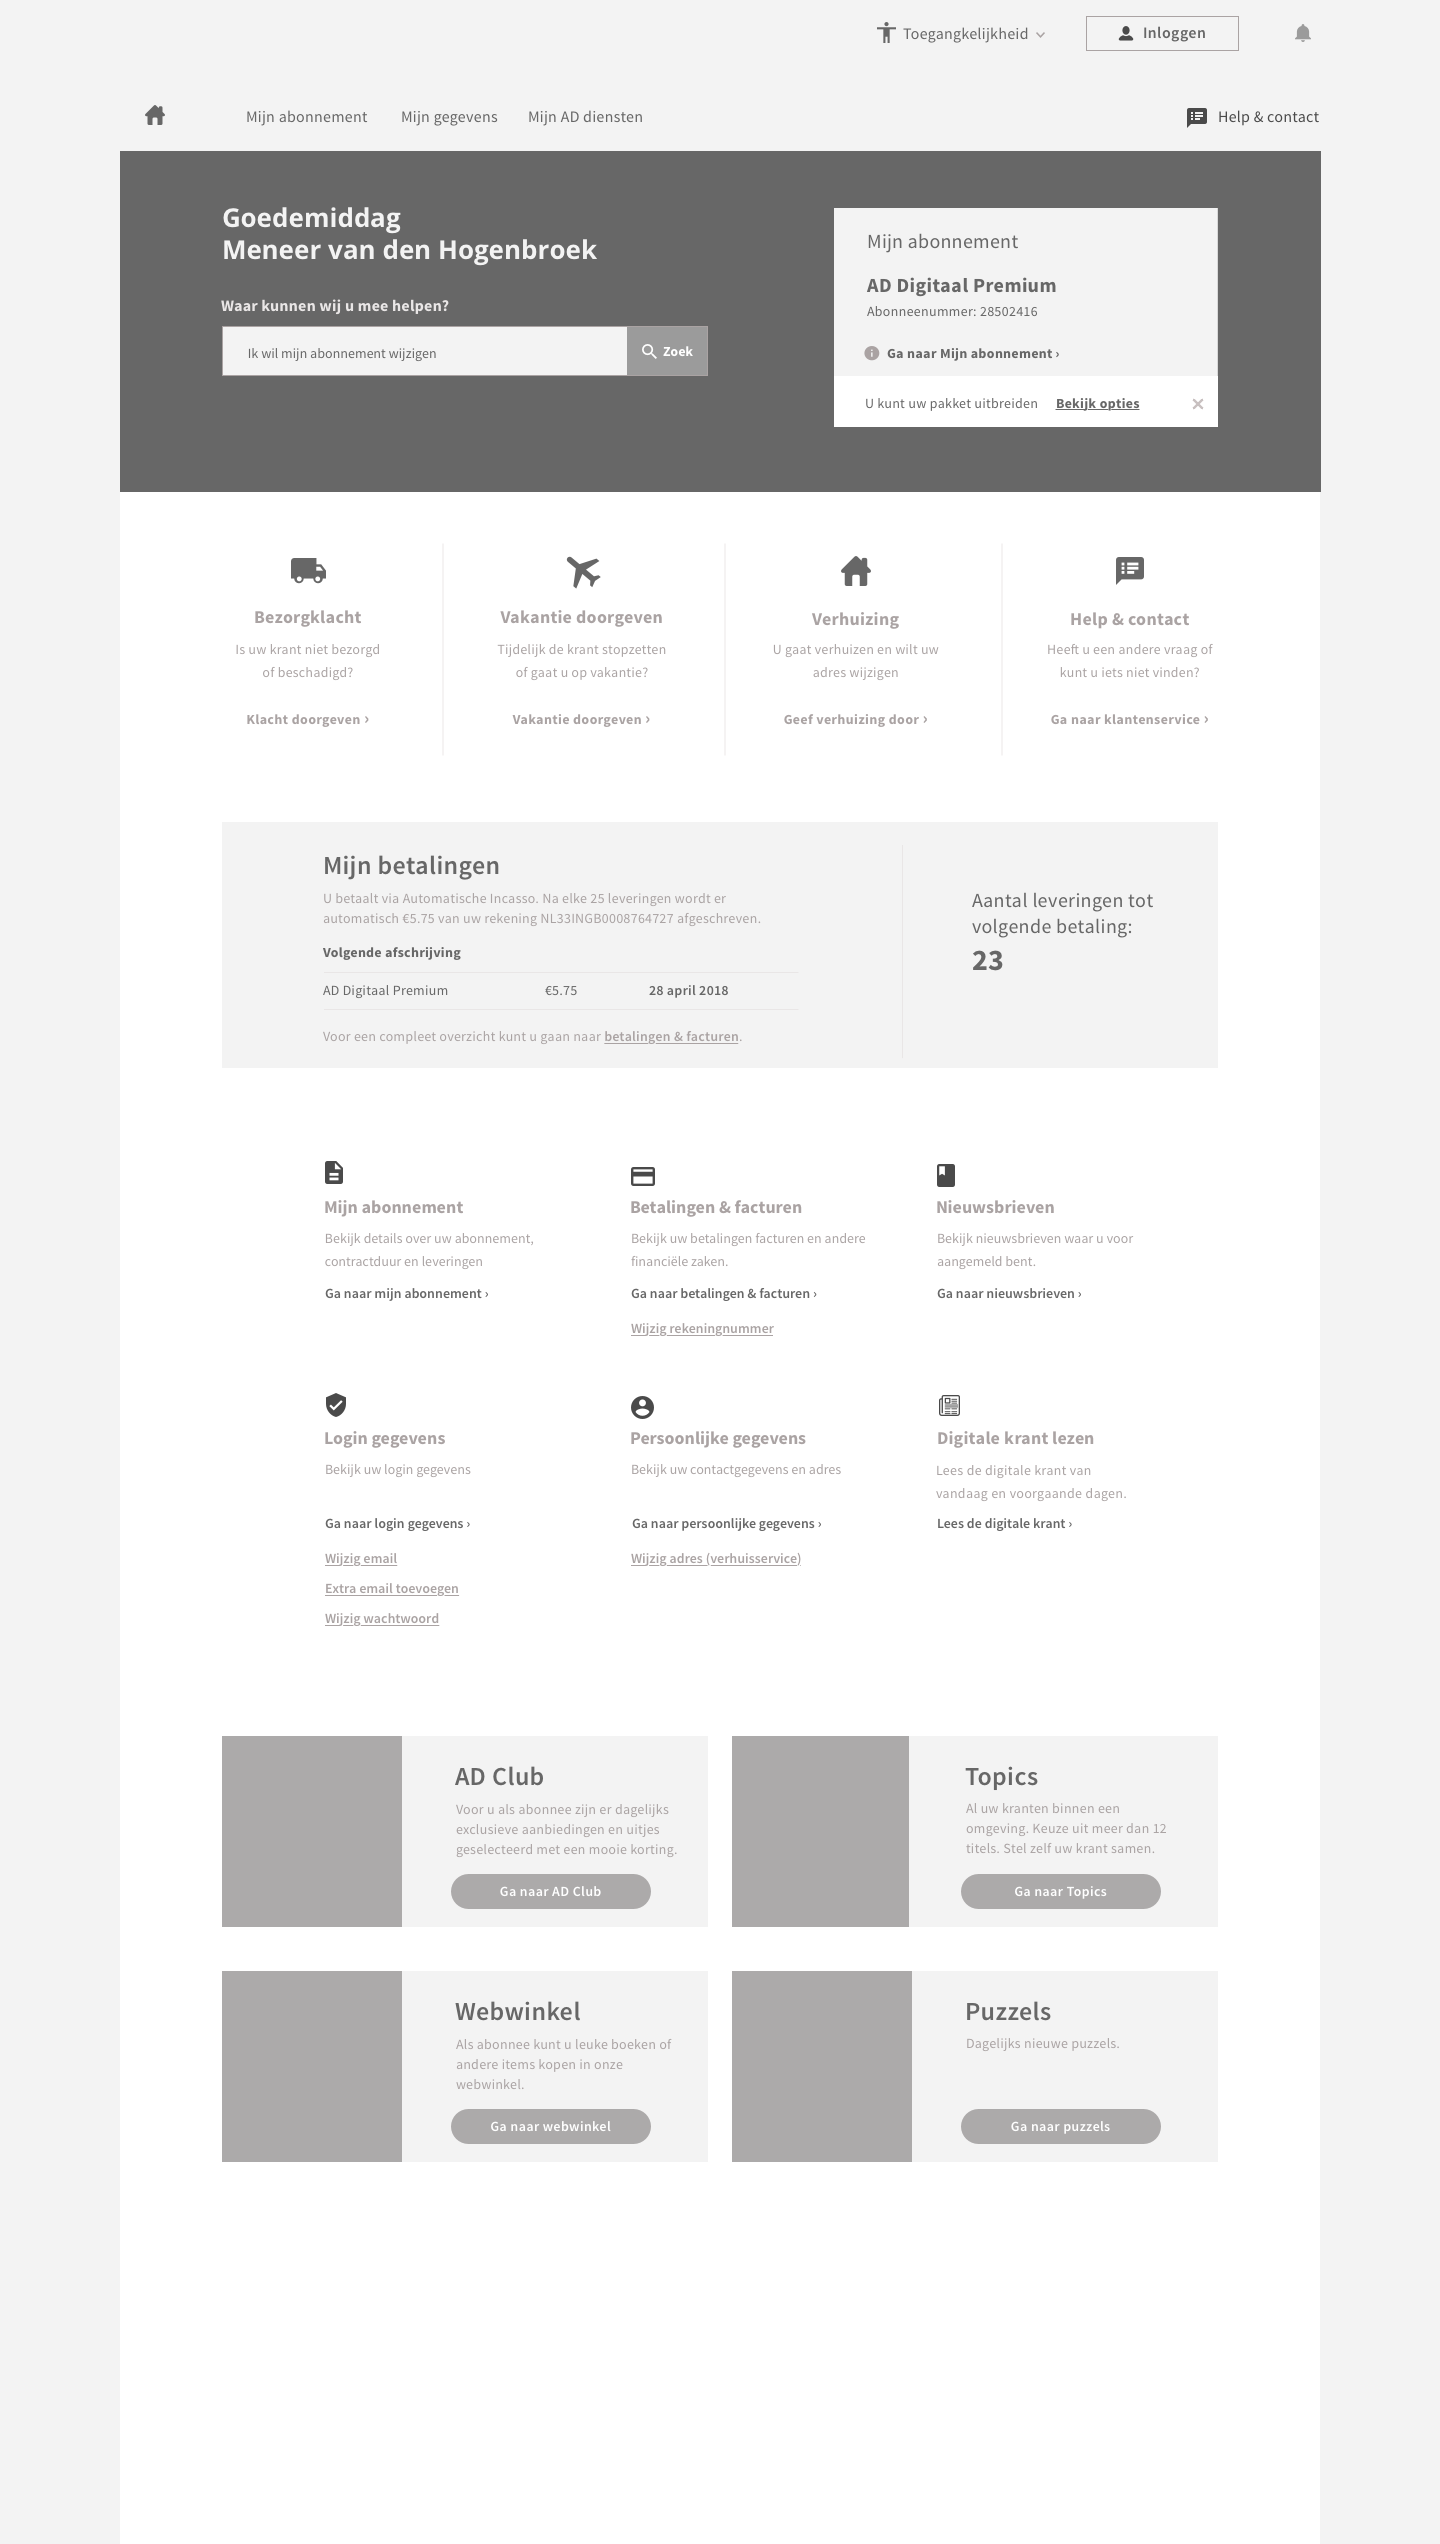 Toegangkelijkheid
Inloggen
Mijn abonnement
Mijn gegevens
Mijn AD diensten
Help & contact
Goedemiddag
Meneer van den Hogenbroek
Waar kunnen wij u mee helpen?
Ik wil mijn abonnement wijzigen
Zoek
Mijn abonnement
AD Digitaal Premium
Abonneenummer: 28502416
Ga naar Mijn abonnement ›
U kunt uw pakket uitbreiden Bekijk opties
Bezorgklacht
Is uw krant niet bezorgd
of beschadigd?
Klacht doorgeven ›
Vakantie doorgeven
Tijdelijk de krant stopzetten
of gaat u op vakantie?
Vakantie doorgeven ›
Verhuizing
U gaat verhuizen en wilt uw
adres wijzigen
Geef verhuizing door ›
Help & contact
Heeft u een andere vraag of
kunt u iets niet vinden?
Ga naar klantenservice ›
Mijn betalingen
U betaalt via Automatische Incasso. Na elke 25 leveringen wordt er
automatisch €5.75 van uw rekening NL33INGB0008764727 afgeschreven.
Volgende afschrijving
AD Digitaal Premium €5.75 28 april 2018
Voor een compleet overzicht kunt u gaan naar betalingen & facturen.
Aantal leveringen tot
volgende betaling:
23
Mijn abonnement
Bekijk details over uw abonnement,
contractduur en leveringen
Ga naar mijn abonnement ›
Betalingen & facturen
Bekijk uw betalingen facturen en andere
financiële zaken.
Ga naar betalingen & facturen ›
Wijzig rekeningnummer
Nieuwsbrieven
Bekijk nieuwsbrieven waar u voor
aangemeld bent.
Ga naar nieuwsbrieven ›
Login gegevens
Bekijk uw login gegevens
Ga naar login gegevens ›
Wijzig email
Extra email toevoegen
Wijzig wachtwoord
Persoonlijke gegevens
Bekijk uw contactgegevens en adres
Ga naar persoonlijke gegevens ›
Wijzig adres (verhuisservice)
Digitale krant lezen
Lees de digitale krant van
vandaag en voorgaande dagen.
Lees de digitale krant ›
AD Club
Voor u als abonnee zijn er dagelijks
exclusieve aanbiedingen en uitjes
geselecteerd met een mooie korting.
Ga naar AD Club
Topics
Al uw kranten binnen een
omgeving. Keuze uit meer dan 12
titels. Stel zelf uw krant samen.
Ga naar Topics
Webwinkel
Als abonnee kunt u leuke boeken of
andere items kopen in onze
webwinkel.
Ga naar webwinkel
Puzzels
Dagelijks nieuwe puzzels.
Ga naar puzzels